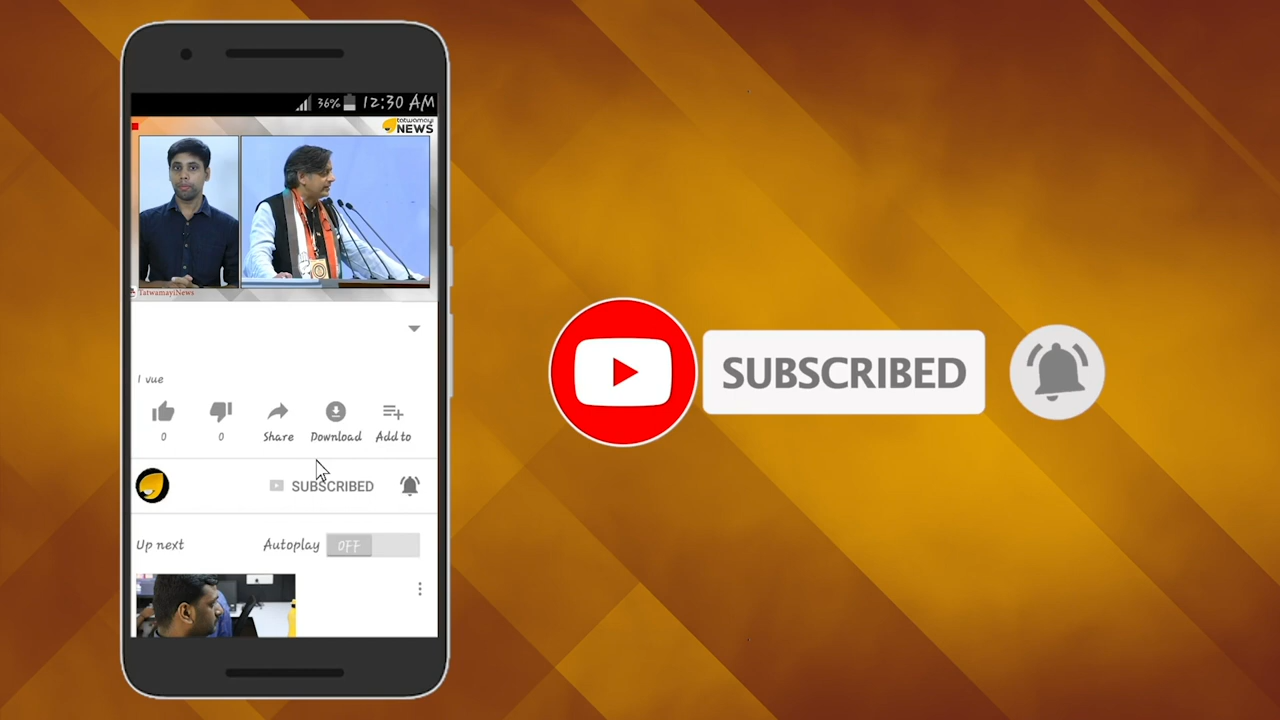 36% 12:30 AM
tatwamayi
NEWS
TatwamayiNews
1 vue
0
0
Share
Download
Add to
SUBSCRIBED
Up next
Autoplay
OFF
SUBSCRIBED